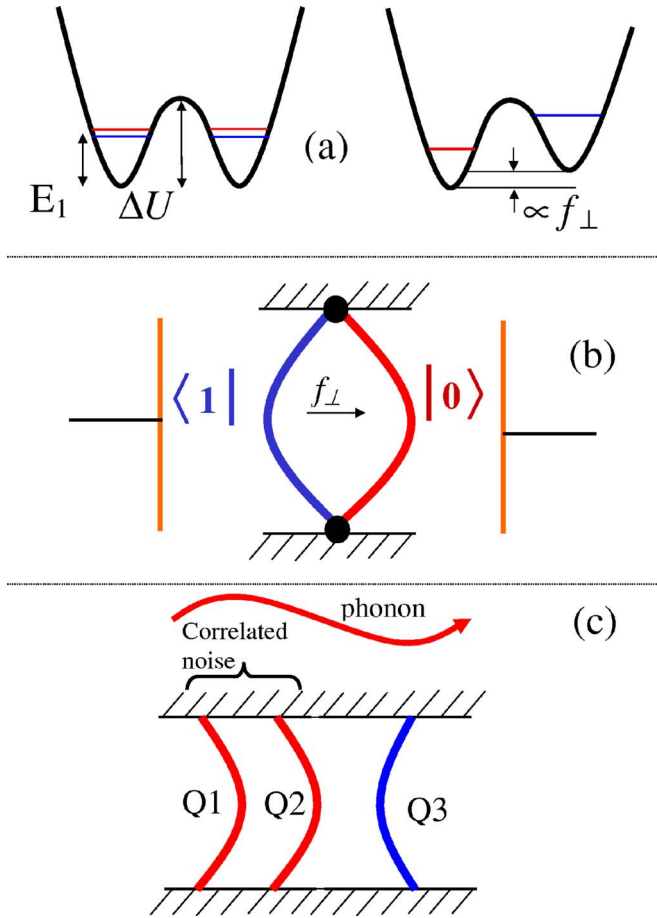 (a)
E₁
ΔU
∝ f⊥
(b)
⟨1|
f⊥
|0⟩
phonon
(c)
Correlated
noise
Q1
Q2
Q3